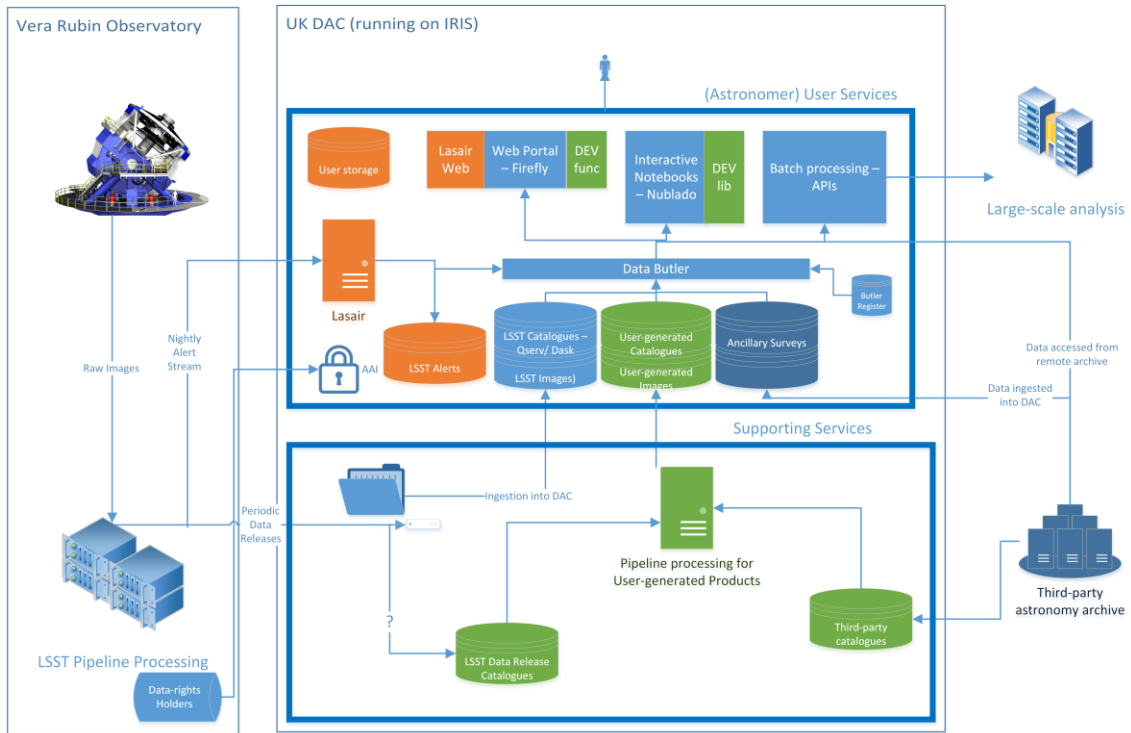 Vera Rubin Observatory
UK DAC (running on IRIS)
(Astronomer) User Services
User storage
Lasair
Web
Web Portal
– Firefly
DEV
func
Interactive
Notebooks
– Nublado
DEV
lib
Batch processing –
APIs
Large-scale analysis
Lasair
Data Butler
Butler
Register
LSST Alerts
LSST Catalogues –
Qserv/ Dask
LSST Images)
User-generated
Catalogues
User-generated
Images
Ancillary Surveys
Raw Images
Nightly
Alert
Stream
AAI
Data accessed from
remote archive
Data ingested
into DAC
Supporting Services
Ingestion into DAC
Periodic
Data
Releases
Pipeline processing for
User-generated Products
?
LSST Data Release
Catalogues
Third-party
catalogues
Third-party
astronomy archive
LSST Pipeline Processing
Data-rights
Holders